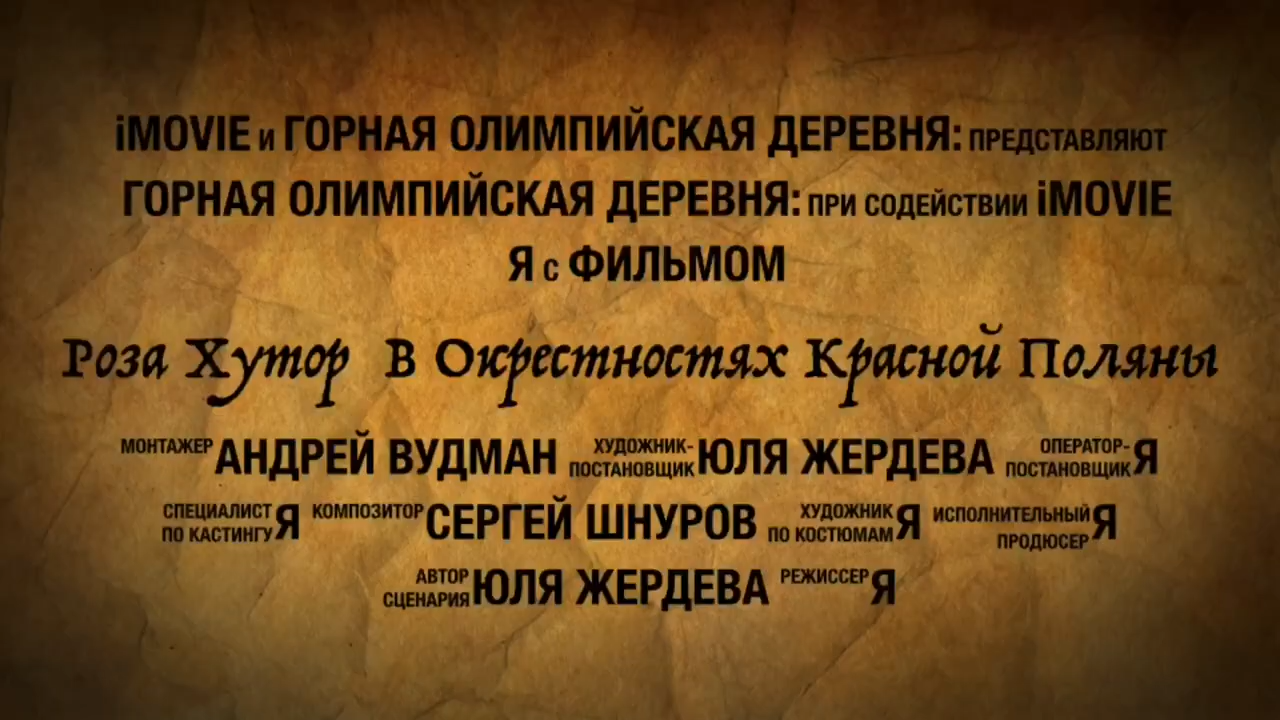 iMOVIE и ГОРНАЯ ОЛИМПИЙСКАЯ ДЕРЕВНЯ: ПРЕДСТАВЛЯЮТ
ГОРНАЯ ОЛИМПИЙСКАЯ ДЕРЕВНЯ: ПРИ СОДЕЙСТВИИ iMOVIE
Я с ФИЛЬМОМ
Роза Хутор В Окрестностях Красной Поляны
МОНТАЖЕР АНДРЕЙ ВУДМАН ХУДОЖНИК-ПОСТАНОВЩИК ЮЛЯ ЖЕРДЕВА ОПЕРАТОР-ПОСТАНОВЩИК Я
СПЕЦИАЛИСТ ПО КАСТИНГУ Я КОМПОЗИТОР СЕРГЕЙ ШНУРОВ ХУДОЖНИК ПО КОСТЮМАМ Я ИСПОЛНИТЕЛЬНЫЙ ПРОДЮСЕР Я
АВТОР СЦЕНАРИЯ ЮЛЯ ЖЕРДЕВА РЕЖИССЕР Я